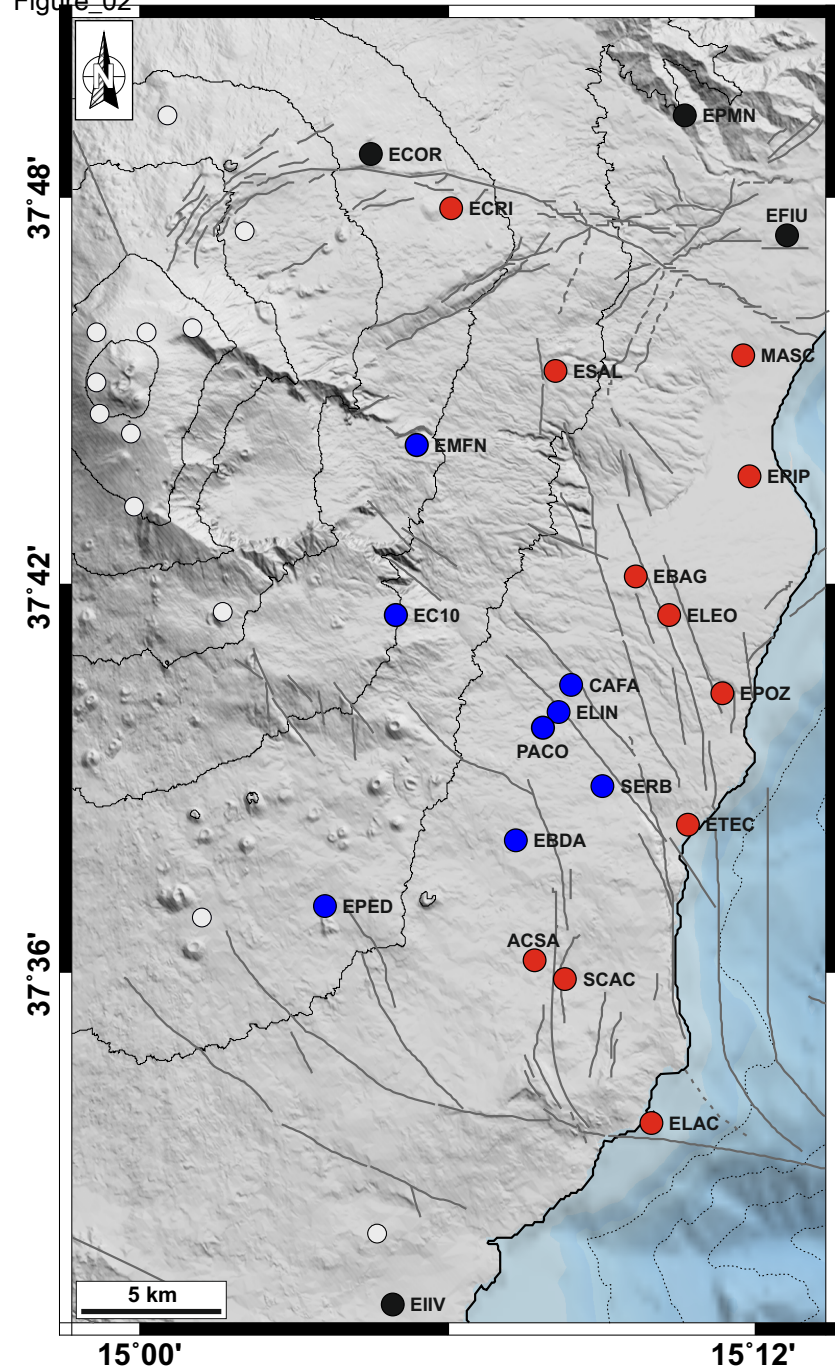 Figure_02
N
EPMN
ECOR
37°48'
ECRI
EFIU
MASC
ESAL
EMFN
EPIP
37°42'
EBAG
EC10
ELEO
CAFA
EPOZ
ELIN
PACO
SERB
ETEC
EBDA
EPED
37°36'
ACSA
SCAC
ELAC
5 km
EIIV
15°00'
15°12'